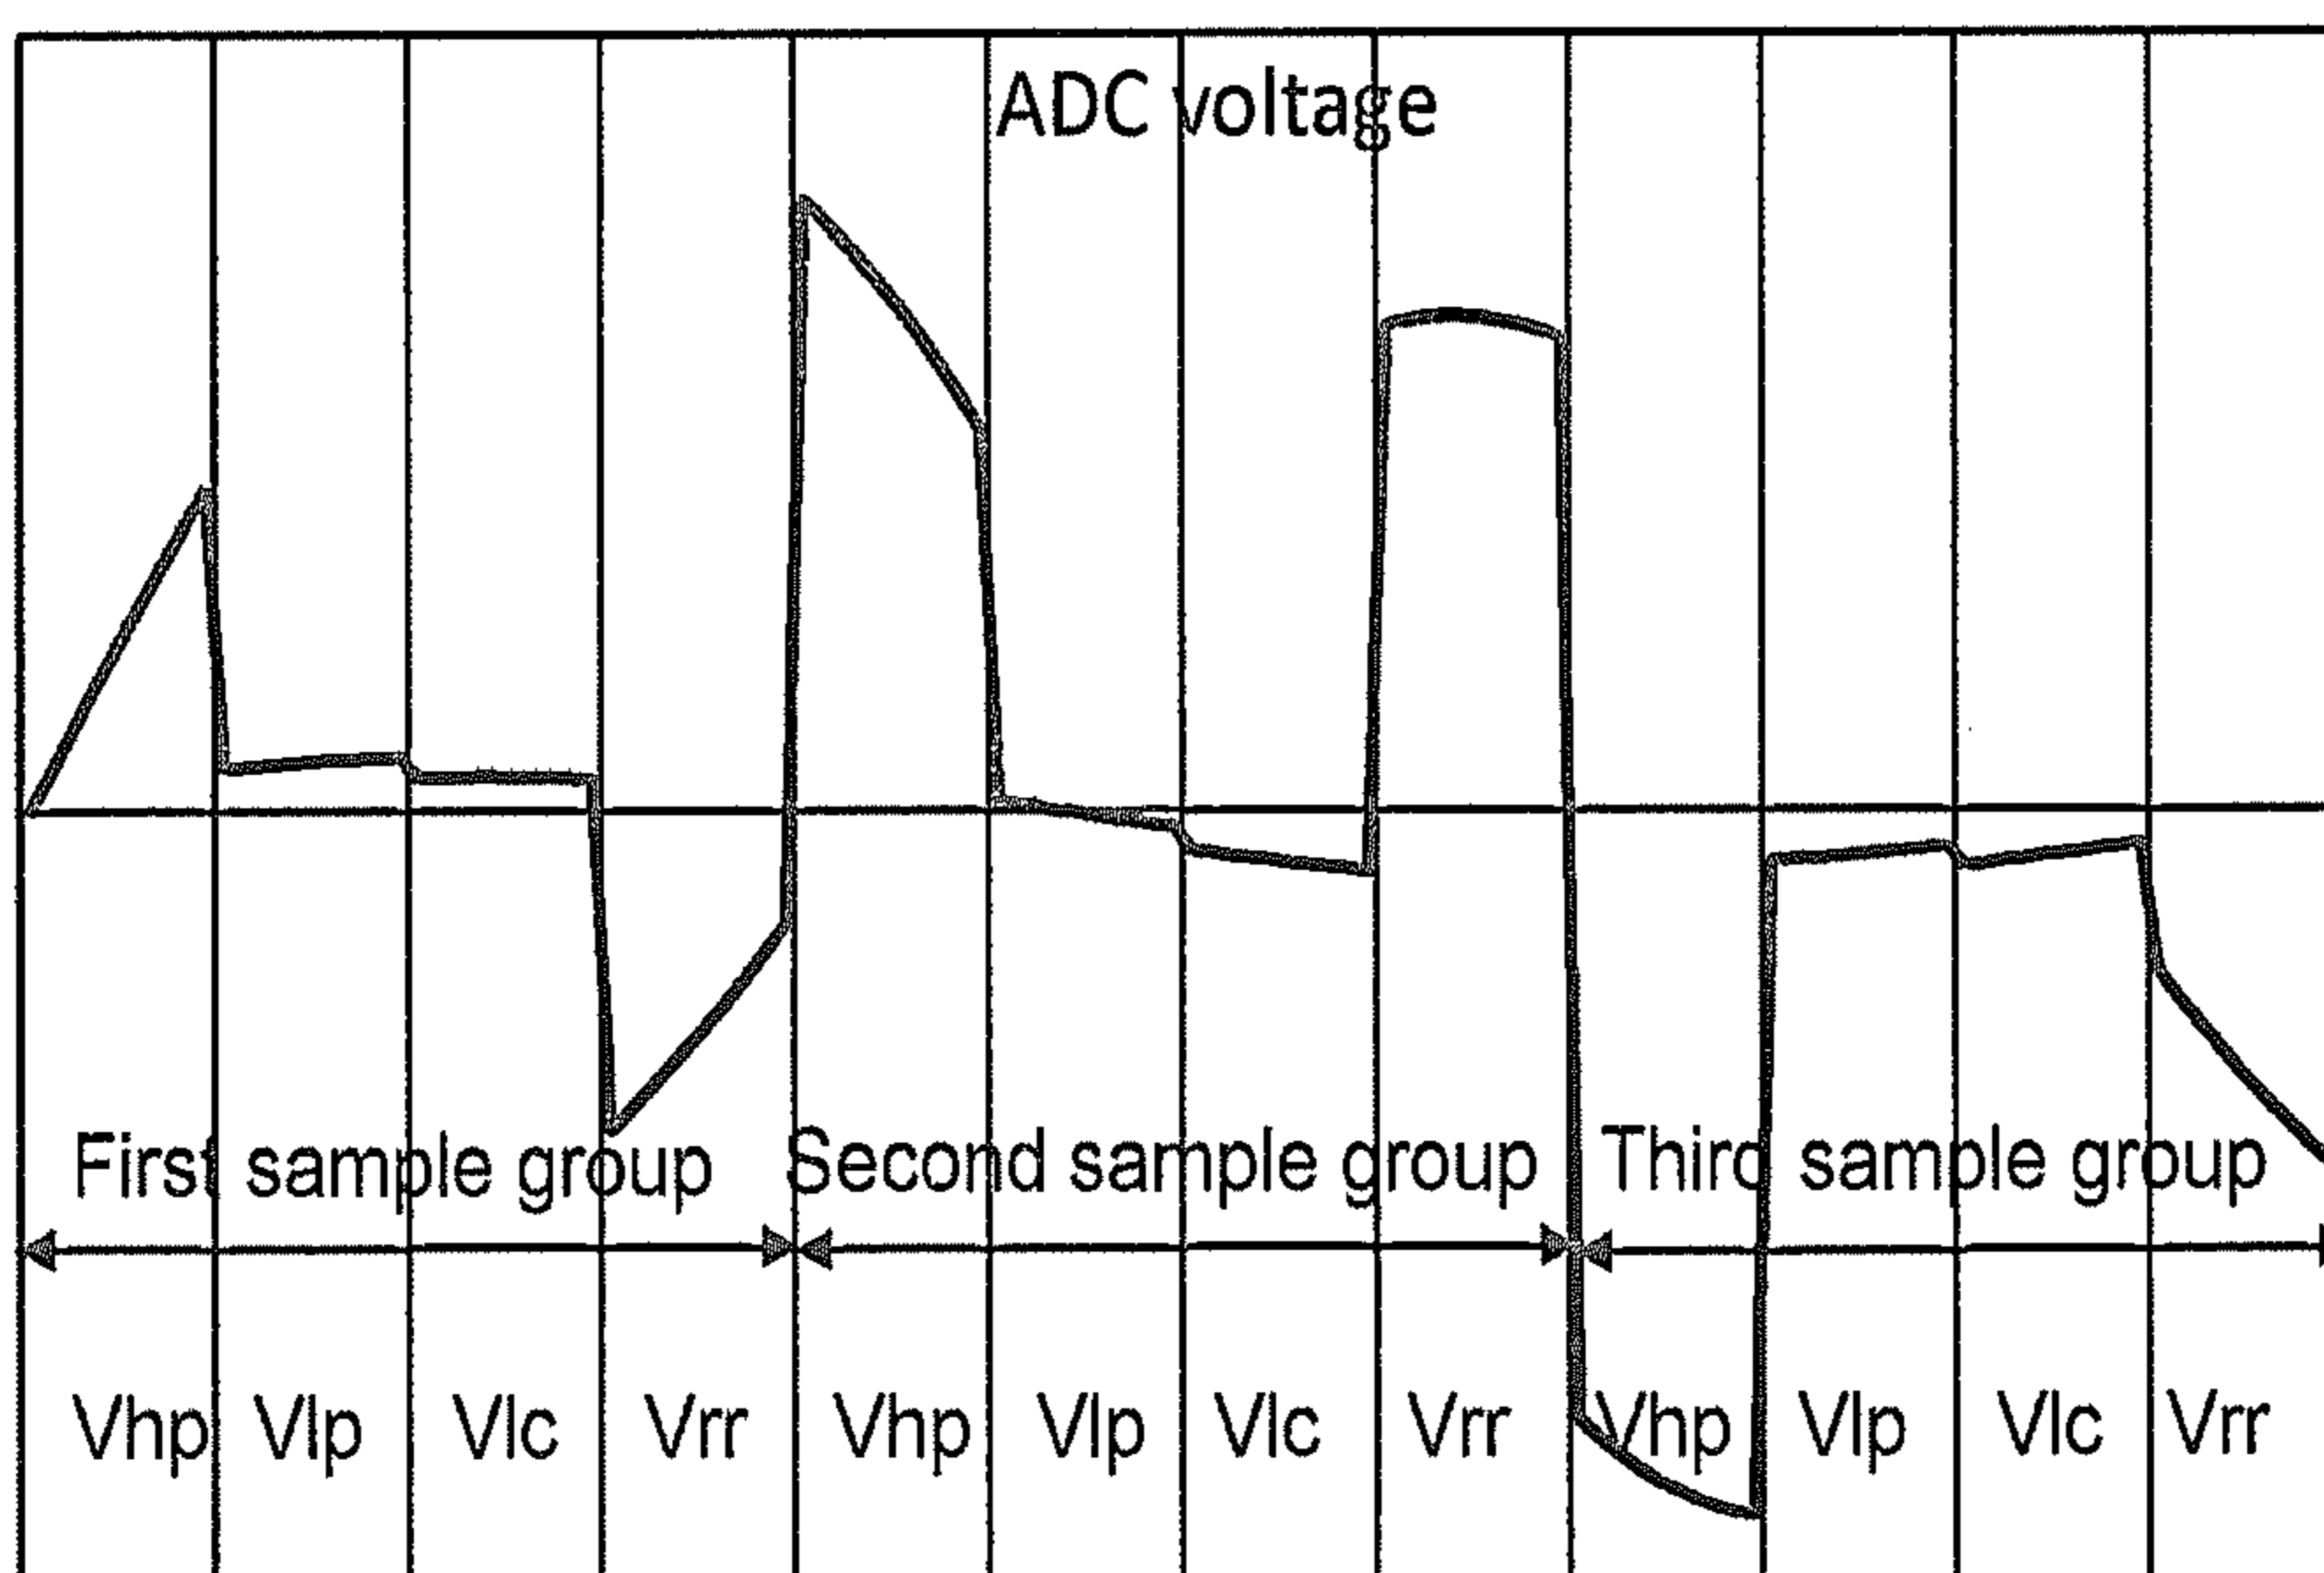 ADC voltage
First sample group Second sample group Third sample group
Vhp Vlp Vlc Vrr Vhp Vlp Vlc Vrr Vhp Vlp Vlc Vrr